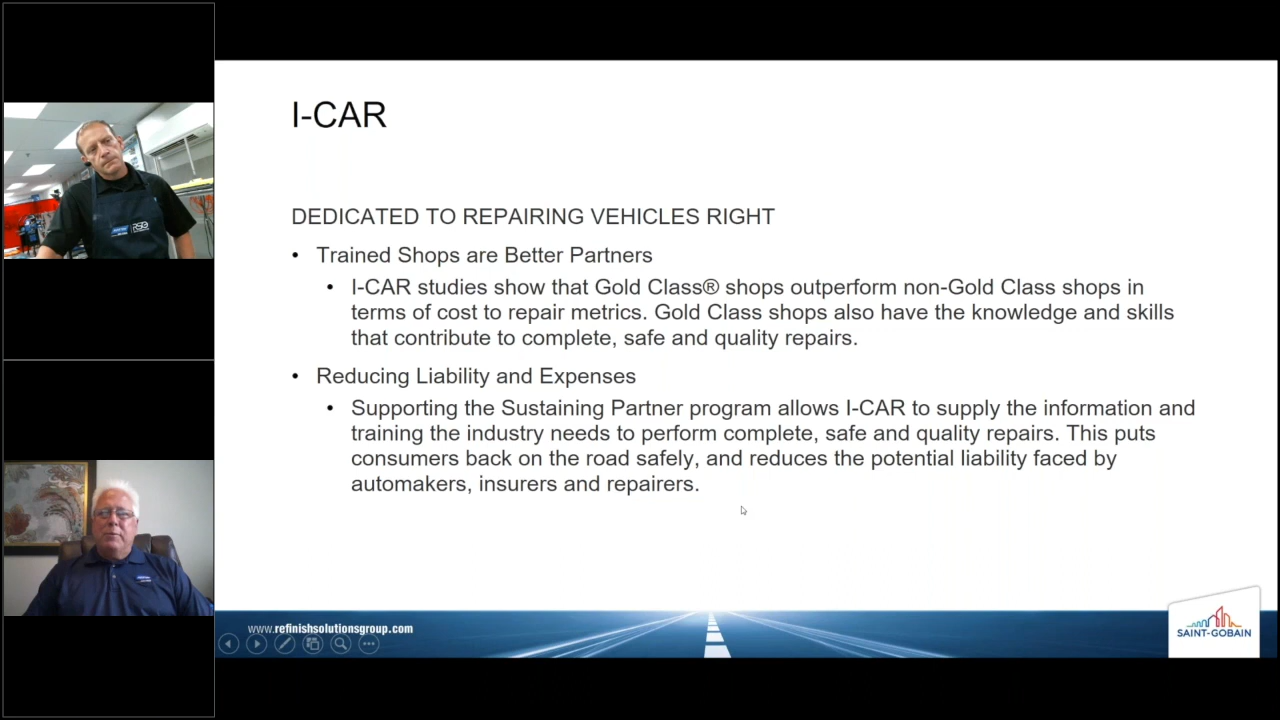 I-CAR
DEDICATED TO REPAIRING VEHICLES RIGHT
• Trained Shops are Better Partners
• I-CAR studies show that Gold Class® shops outperform non-Gold Class shops in
terms of cost to repair metrics. Gold Class shops also have the knowledge and skills
that contribute to complete, safe and quality repairs.
• Reducing Liability and Expenses
• Supporting the Sustaining Partner program allows I-CAR to supply the information and
training the industry needs to perform complete, safe and quality repairs. This puts
consumers back on the road safely, and reduces the potential liability faced by
automakers, insurers and repairers.
www.refinishsolutionsgroup.com
SAINT-GOBAIN
RSG